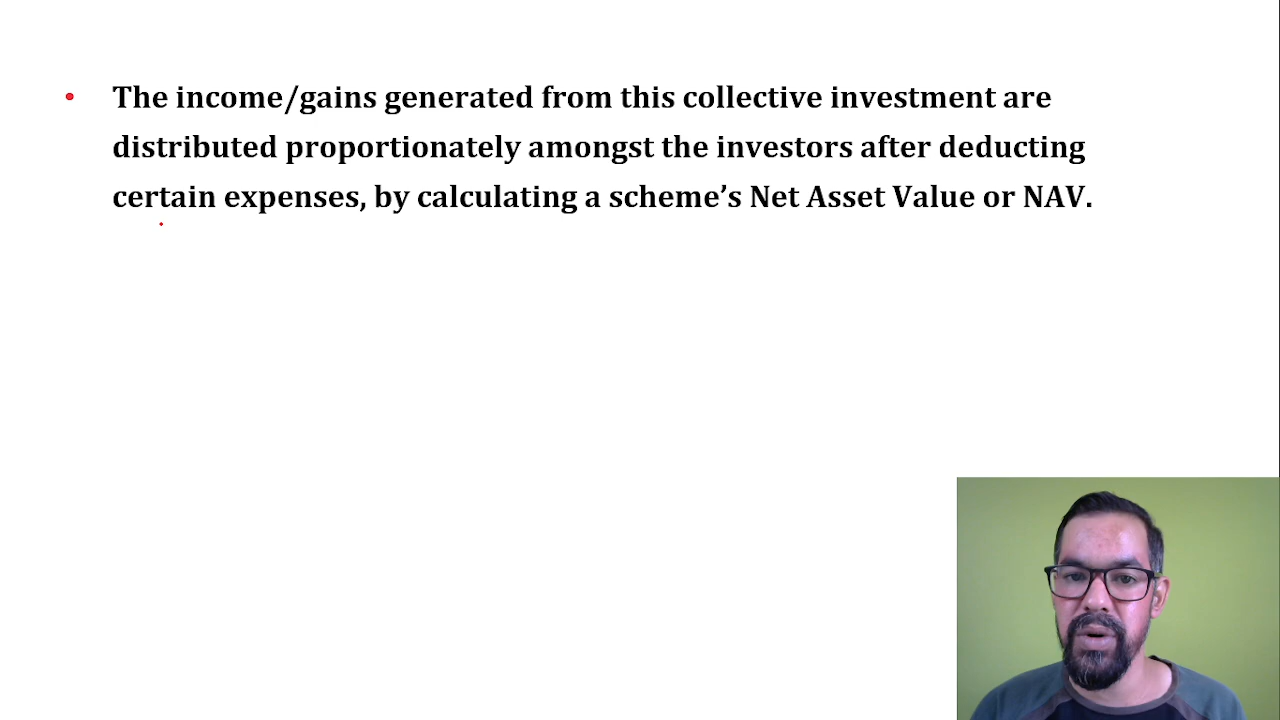 The income/gains generated from this collective investment are
distributed proportionately amongst the investors after deducting
certain expenses, by calculating a scheme’s Net Asset Value or NAV.